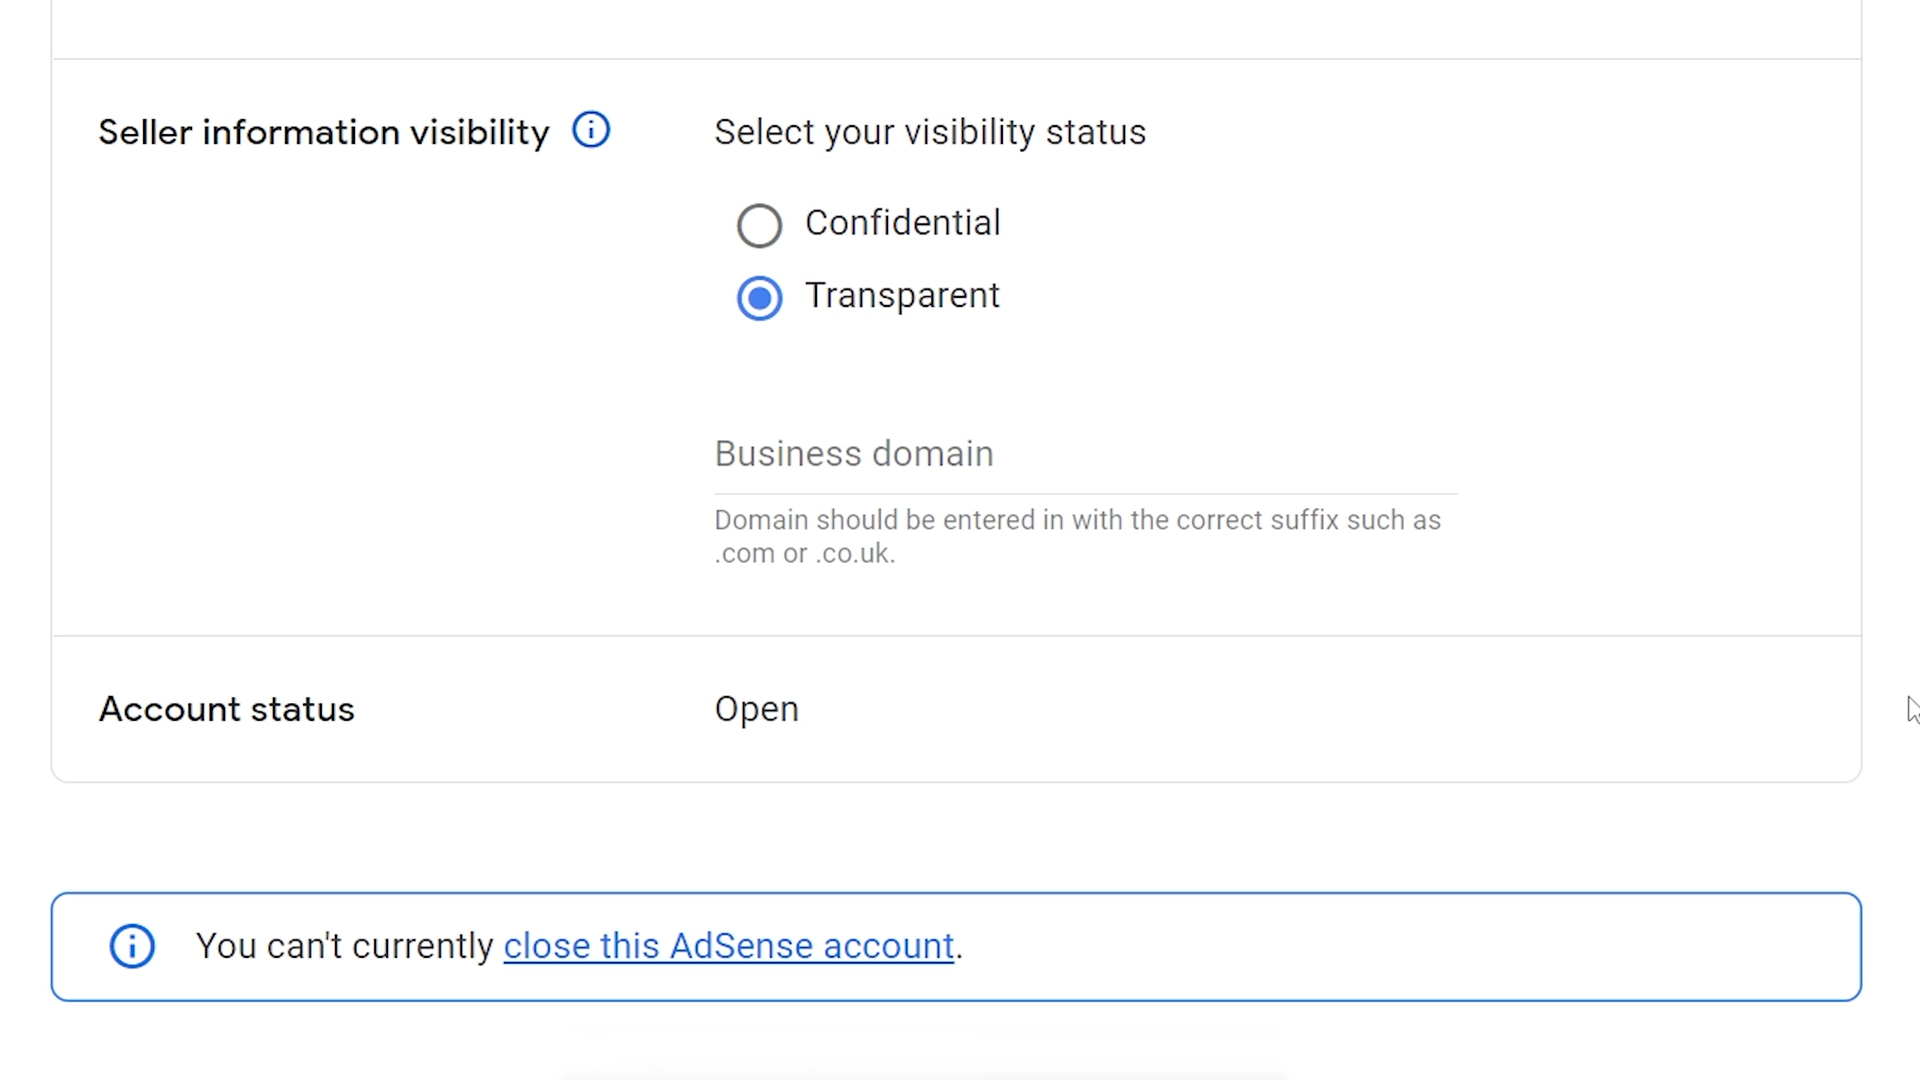 Seller information visibility
Select your visibility status
Confidential
Transparent
Business domain
Domain should be entered in with the correct suffix such as
.com or .co.uk.
Account status
Open
You can't currently close this AdSense account.